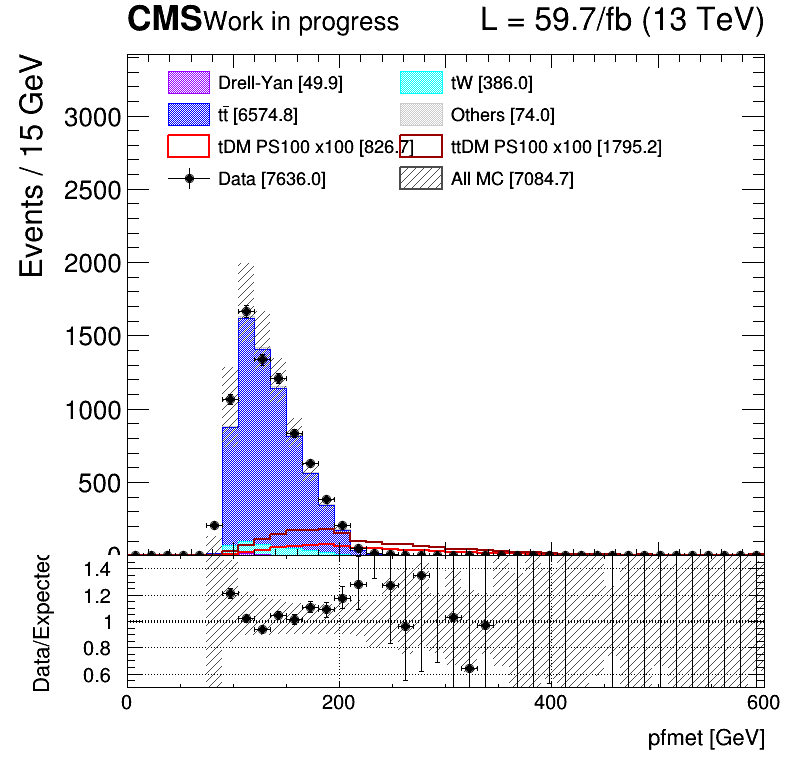 CMS Work in progress L = 59.7/fb (13 TeV)
Events / 15 GeV
3000
2500
2000
1500
1000
500
0
Drell-Yan [49.9] tW [386.0]
tt̄ [6574.8] Others [74.0]
tDM PS100 x100 [826.7] ttDM PS100 x100 [1795.2]
Data [7636.0] All MC [7084.7]
Data/Expected
1.4
1.2
1
0.8
0.6
0 200 400 600
pfmet [GeV]